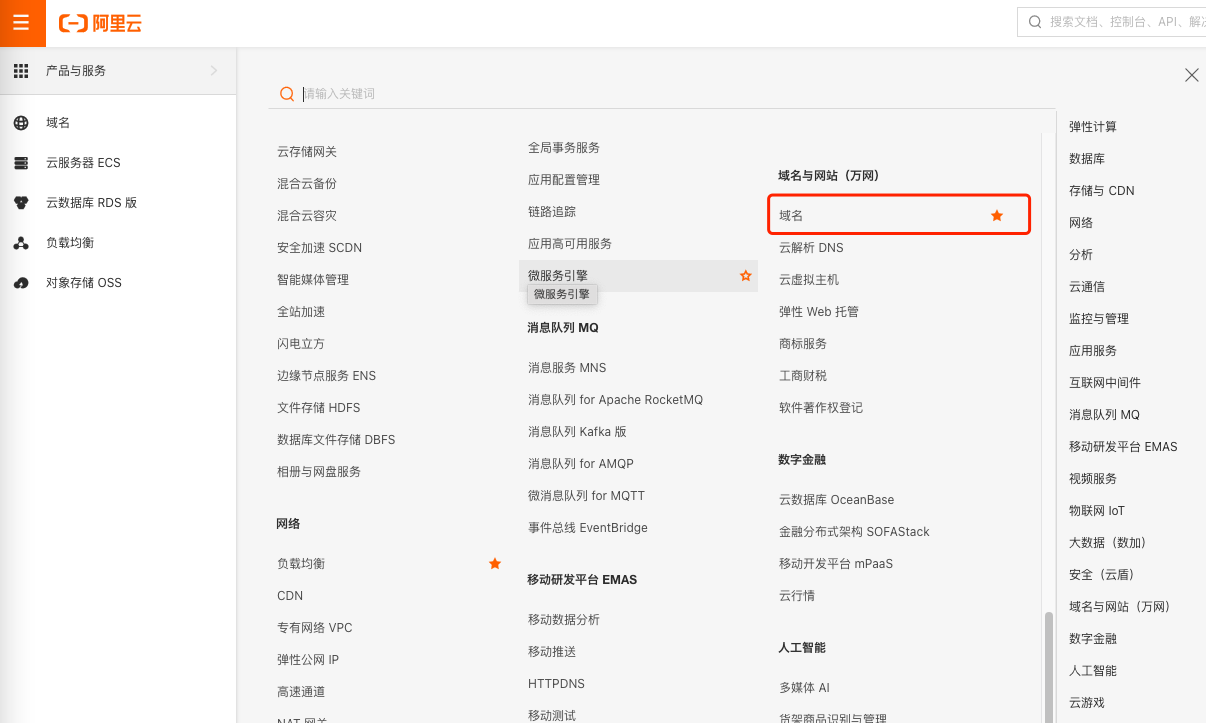 阿里云
搜索文档、控制台、API、解决
产品与服务
域名
云服务器 ECS
云数据库 RDS 版
负载均衡
对象存储 OSS
请输入关键词
云存储网关
混合云备份
混合云容灾
安全加速 SCDN
智能媒体管理
全站加速
闪电立方
边缘节点服务 ENS
文件存储 HDFS
数据库文件存储 DBFS
相册与网盘服务
网络
负载均衡
CDN
专有网络 VPC
弹性公网 IP
高速通道
NAT 网关
全局事务服务
应用配置管理
链路追踪
应用高可用服务
微服务引擎
微服务引擎
消息队列 MQ
消息服务 MNS
消息队列 for Apache RocketMQ
消息队列 Kafka 版
消息队列 for AMQP
微消息队列 for MQTT
事件总线 EventBridge
移动研发平台 EMAS
移动数据分析
移动推送
HTTPDNS
移动测试
域名与网站（万网）
域名
云解析 DNS
云虚拟主机
弹性 Web 托管
商标服务
工商财税
软件著作权登记
数字金融
云数据库 OceanBase
金融分布式架构 SOFAStack
移动开发平台 mPaaS
云行情
人工智能
多媒体 AI
货架商品识别与管理
弹性计算
数据库
存储与 CDN
网络
分析
云通信
监控与管理
应用服务
互联网中间件
消息队列 MQ
移动研发平台 EMAS
视频服务
物联网 IoT
大数据（数加）
安全（云盾）
域名与网站（万网）
数字金融
人工智能
云游戏